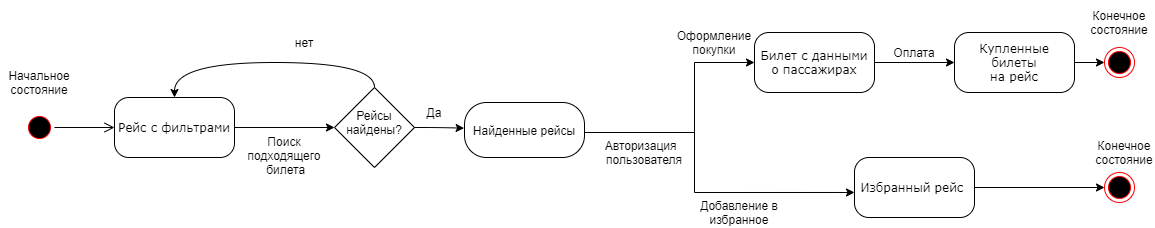 Начальное
состояние
нет
Рейс с фильтрами
Поиск
подходящего
билета
Рейсы
найдены?
Да
Найденные рейсы
Авторизация
пользователя
Оформление
покупки
Билет с данными
о пассажирах
Оплата
Купленные
билеты
на рейс
Конечное
состояние
Добавление в
избранное
Избранный рейс
Конечное
состояние